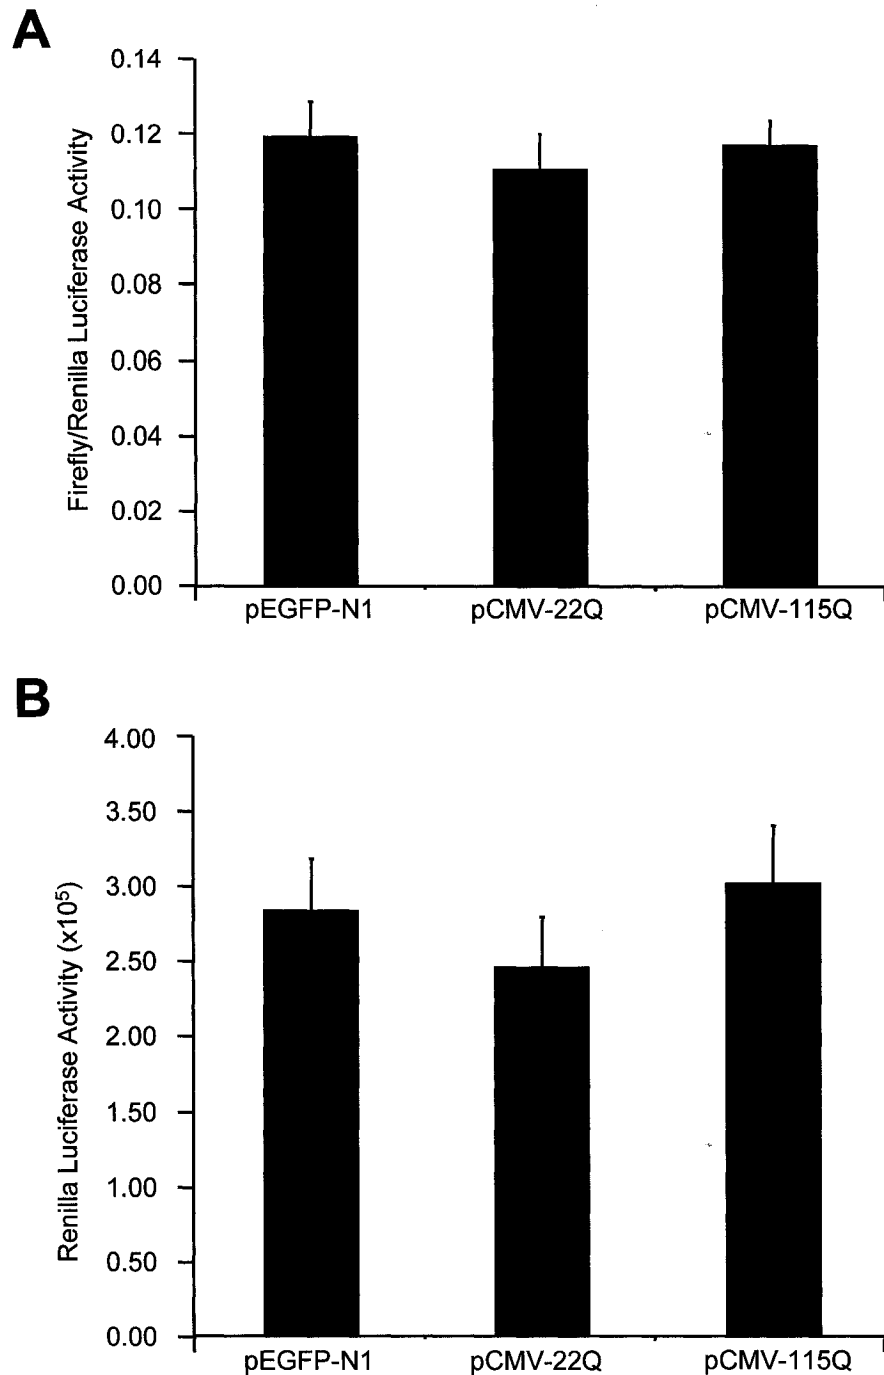 A
Firefly/Renilla Luciferase Activity
0.14
0.12
0.10
0.08
0.06
0.04
0.02
0.00
pEGFP-N1 pCMV-22Q pCMV-115Q
B
Renilla Luciferase Activity (x10⁵)
4.00
3.50
3.00
2.50
2.00
1.50
1.00
0.50
0.00
pEGFP-N1 pCMV-22Q pCMV-115Q